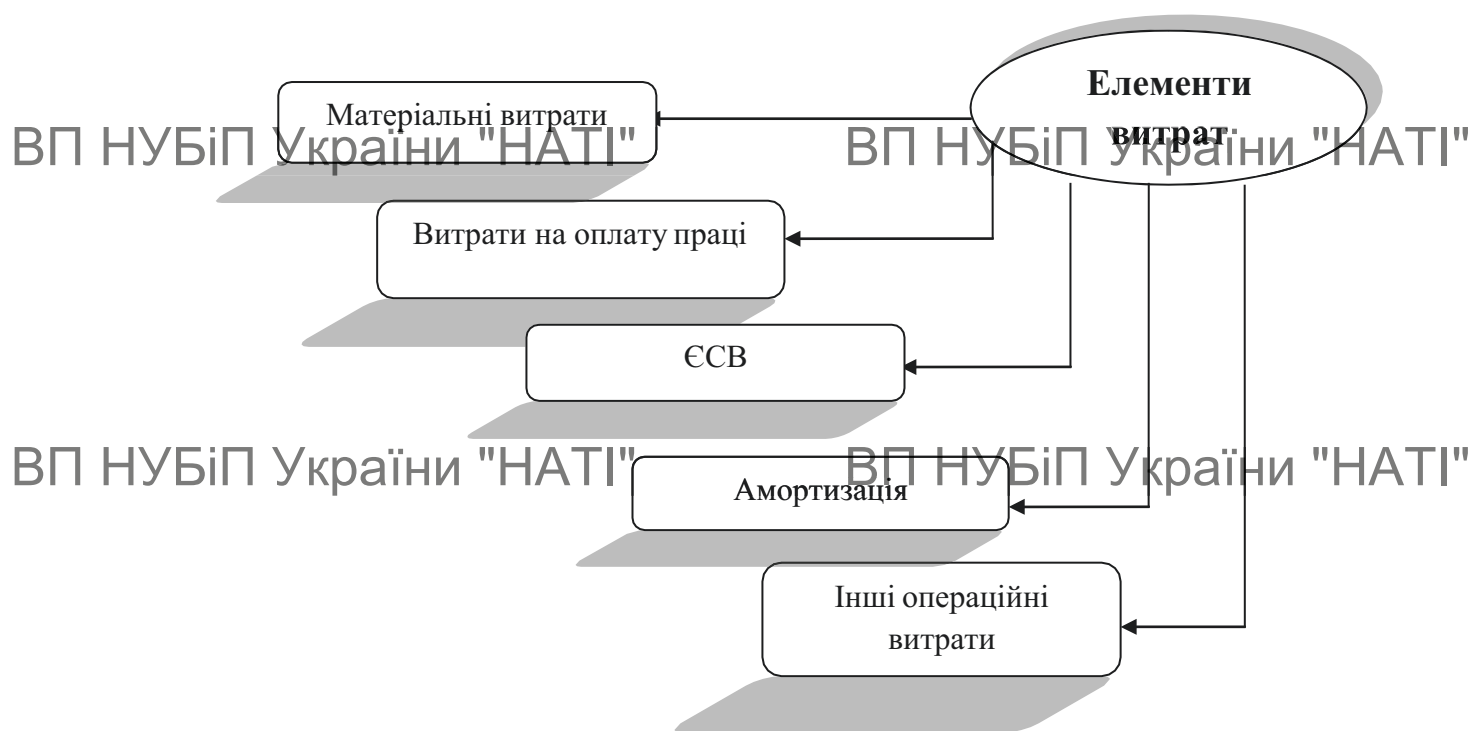 Елементи
витрат
Матеріальні витрати
ВП НУБіП України "НАТІ"
ВП НУБіП України "НАТІ"
Витрати на оплату праці
ЄСВ
ВП НУБіП України "НАТІ"
ВП НУБіП України "НАТІ"
Амортизація
Інші операційні
витрати